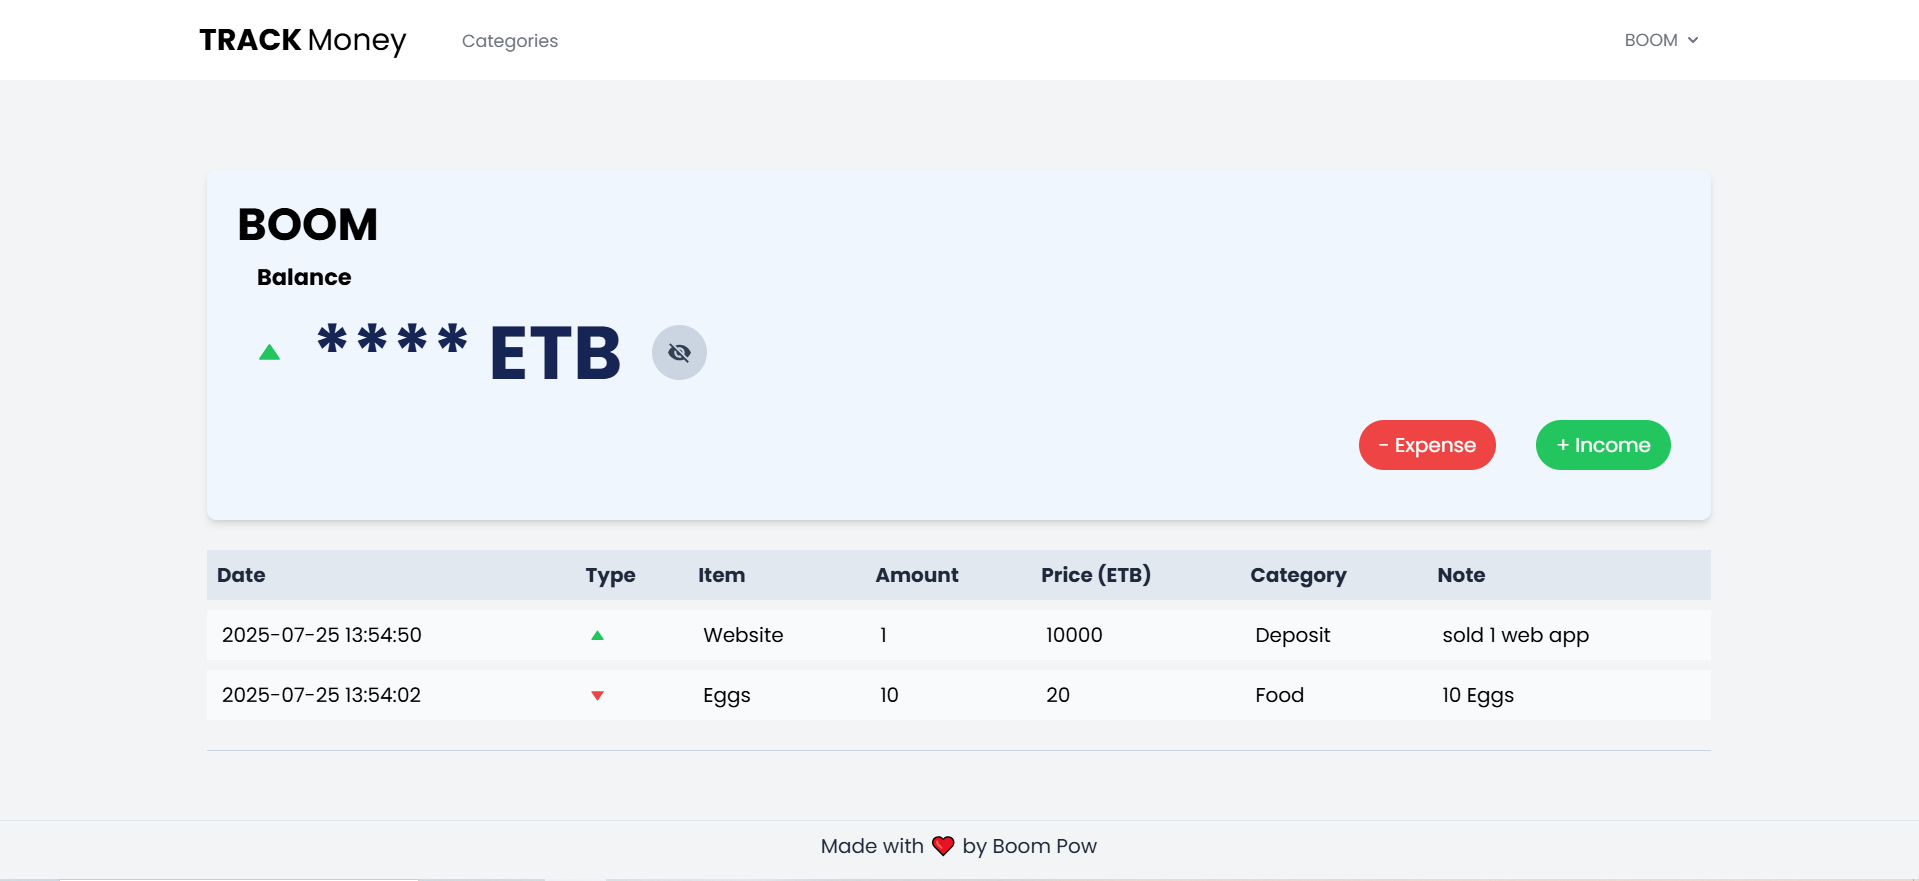 TRACK Money Categories BOOM
BOOM
Balance
**** ETB
- Expense + Income
Date Type Item Amount Price (ETB) Category Note
2025-07-25 13:54:50 Website 1 10000 Deposit sold 1 web app
2025-07-25 13:54:02 Eggs 10 20 Food 10 Eggs
Made with ❤ by Boom Pow